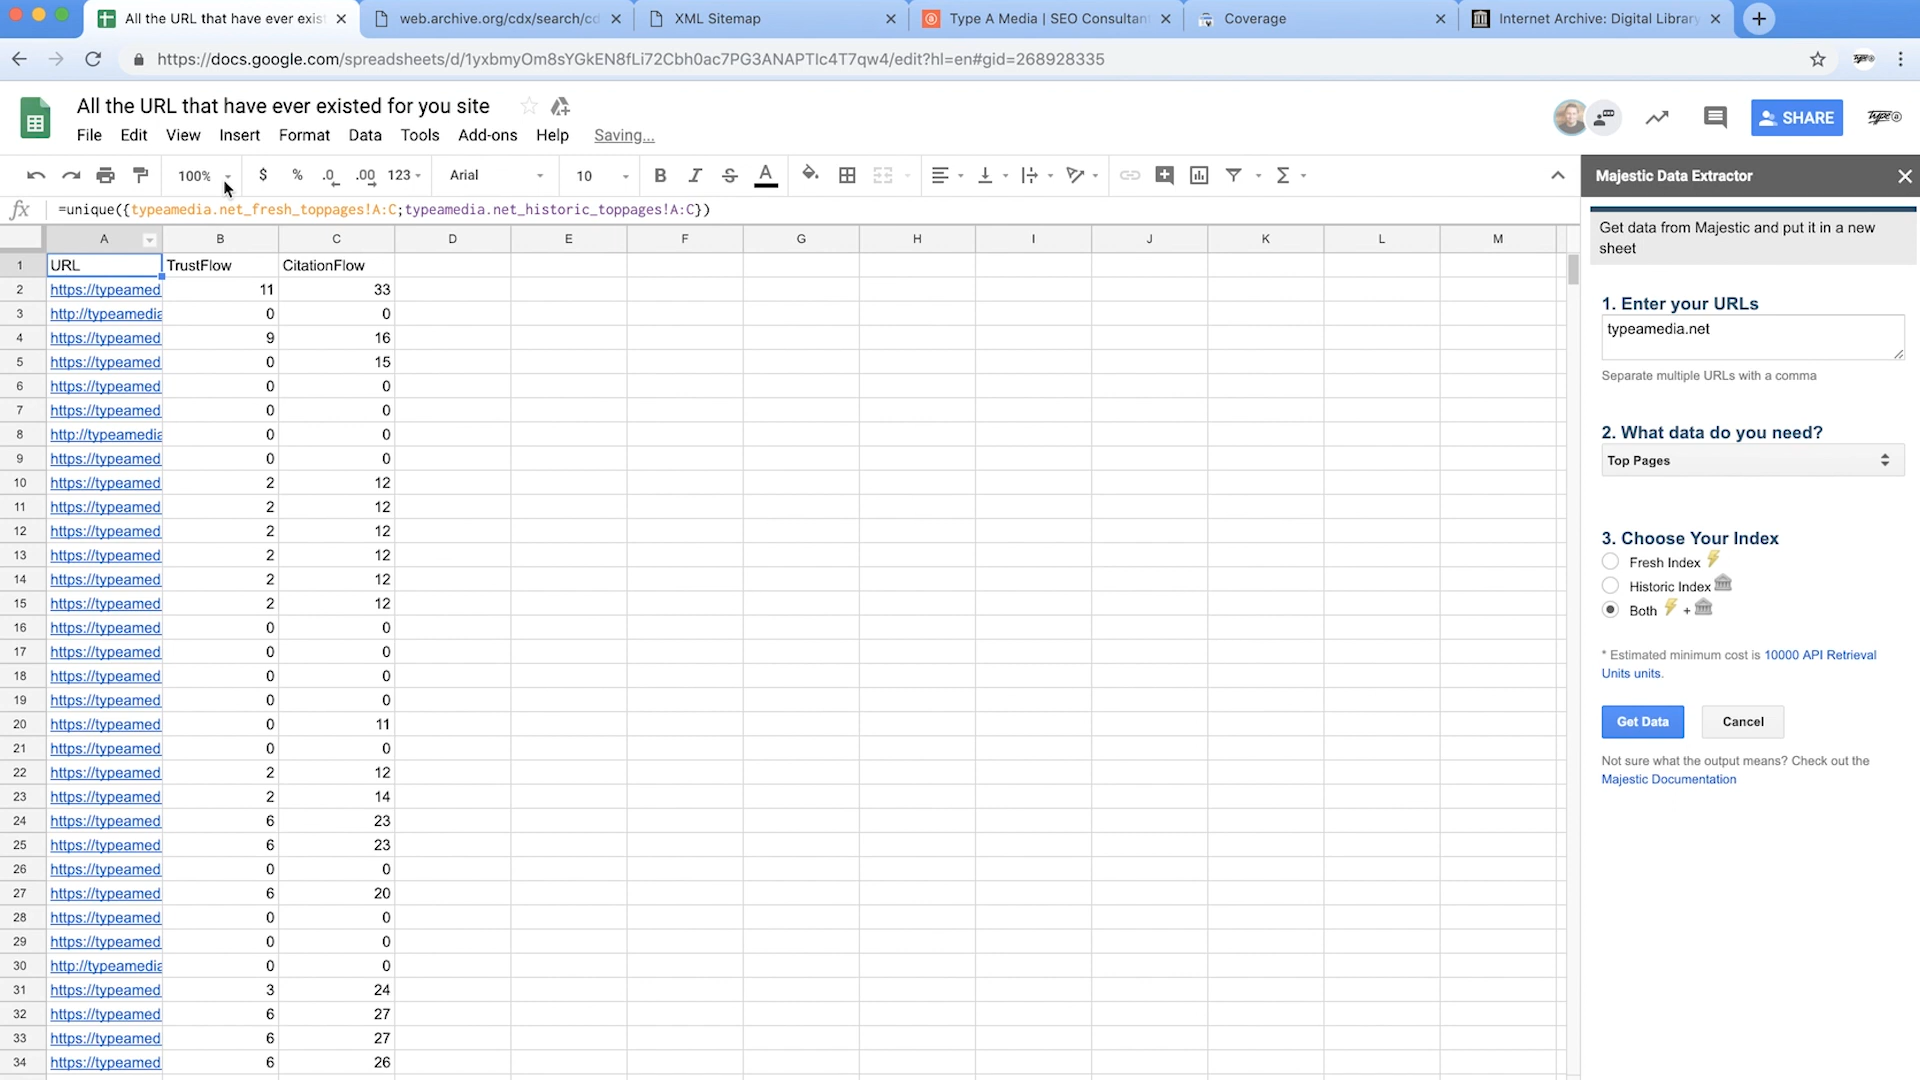 All the URL that have ever exist
web.archive.org/cdx/search/cd
XML Sitemap
Type A Media | SEO Consultant
Coverage
Internet Archive: Digital Library
https://docs.google.com/spreadsheets/d/1yxbmyOm8sYGkEN8fLi72Cbh0ac7PG3ANAPTIc4T7qw4/edit?hl=en#gid=268928335
All the URL that have ever existed for you site
File Edit View Insert Format Data Tools Add-ons Help Saving...
SHARE
Type @
100% $ % .0 .00 123 Arial 10 B I S A
fx =unique({typeamedia.net_fresh_toppages!A:C;typeamedia.net_historic_toppages!A:C})
A B C D E F G H I J K L M
1 URL TrustFlow CitationFlow
2 https://typeamed 11 33
3 http://typeamedia 0 0
4 https://typeamed 9 16
5 https://typeamed 0 15
6 https://typeamed 0 0
7 https://typeamed 0 0
8 http://typeamedia 0 0
9 https://typeamed 0 0
10 https://typeamed 2 12
11 https://typeamed 2 12
12 https://typeamed 2 12
13 https://typeamed 2 12
14 https://typeamed 2 12
15 https://typeamed 2 12
16 https://typeamed 0 0
17 https://typeamed 0 0
18 https://typeamed 0 0
19 https://typeamed 0 0
20 https://typeamed 0 11
21 https://typeamed 0 0
22 https://typeamed 2 12
23 https://typeamed 2 14
24 https://typeamed 6 23
25 https://typeamed 6 23
26 https://typeamed 0 0
27 https://typeamed 6 20
28 https://typeamed 0 0
29 https://typeamed 0 0
30 http://typeamedia 0 0
31 https://typeamed 3 24
32 https://typeamed 6 27
33 https://typeamed 6 27
34 https://typeamed 6 26
Majestic Data Extractor
Get data from Majestic and put it in a new
sheet
1. Enter your URLs
typeamedia.net
Separate multiple URLs with a comma
2. What data do you need?
Top Pages
3. Choose Your Index
Fresh Index
Historic Index
Both +
* Estimated minimum cost is 10000 API Retrieval
Units units.
Get Data Cancel
Not sure what the output means? Check out the
Majestic Documentation